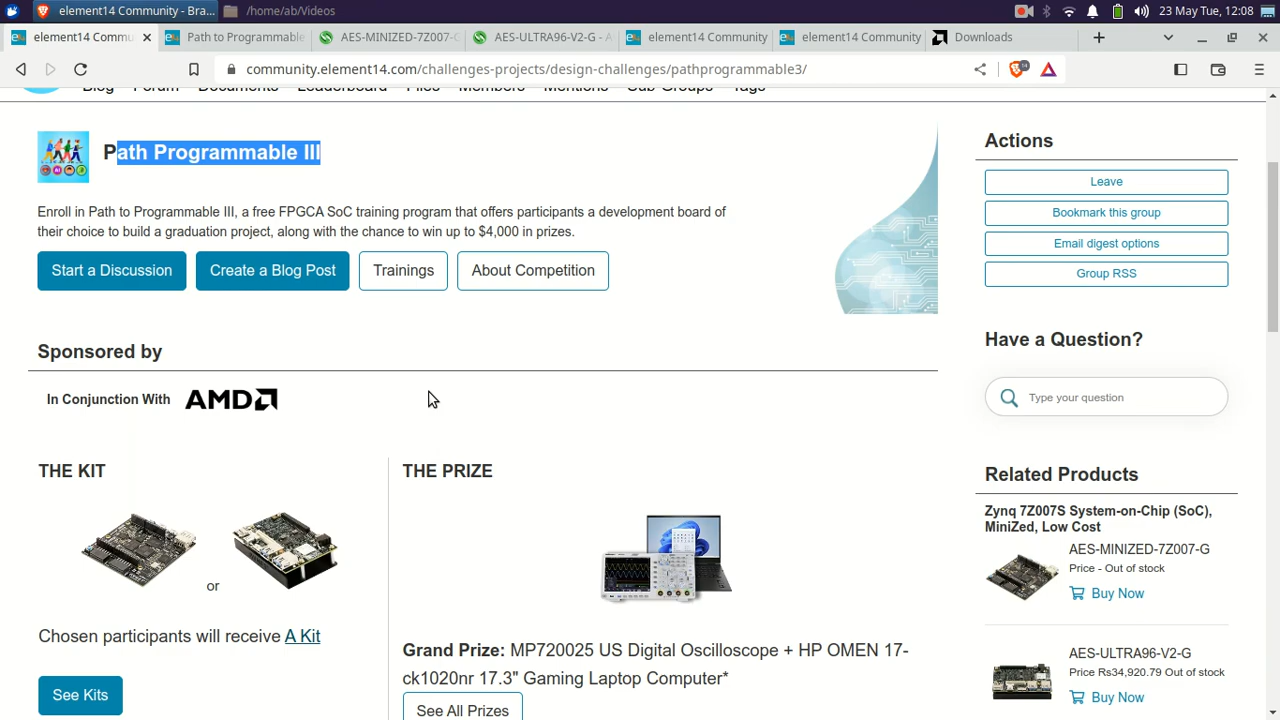 element14 Community - Bra...
/home/ab/Videos
23 May Tue, 12:08
element14 Commu
Path to Programmable
AES-MINIZED-7Z007-G
AES-ULTRA96-V2-G - A
element14 Community
element14 Community
Downloads
community.element14.com/challenges-projects/design-challenges/pathprogrammable3/
14
Blog Forum Documents Leaderboard Files Members Mentions Sub-Groups Tags
Path Programmable III
Enroll in Path to Programmable III, a free FPGCA SoC training program that offers participants a development board of
their choice to build a graduation project, along with the chance to win up to $4,000 in prizes.
Start a Discussion
Create a Blog Post
Trainings
About Competition
Sponsored by
In Conjunction With AMD
THE KIT
or
Chosen participants will receive A Kit
See Kits
THE PRIZE
Grand Prize: MP720025 US Digital Oscilloscope + HP OMEN 17-
ck1020nr 17.3" Gaming Laptop Computer*
See All Prizes
Actions
Leave
Bookmark this group
Email digest options
Group RSS
Have a Question?
Type your question
Related Products
Zynq 7Z007S System-on-Chip (SoC),
MiniZed, Low Cost
AES-MINIZED-7Z007-G
Price - Out of stock
Buy Now
AES-ULTRA96-V2-G
Price Rs34,920.79 Out of stock
Buy Now